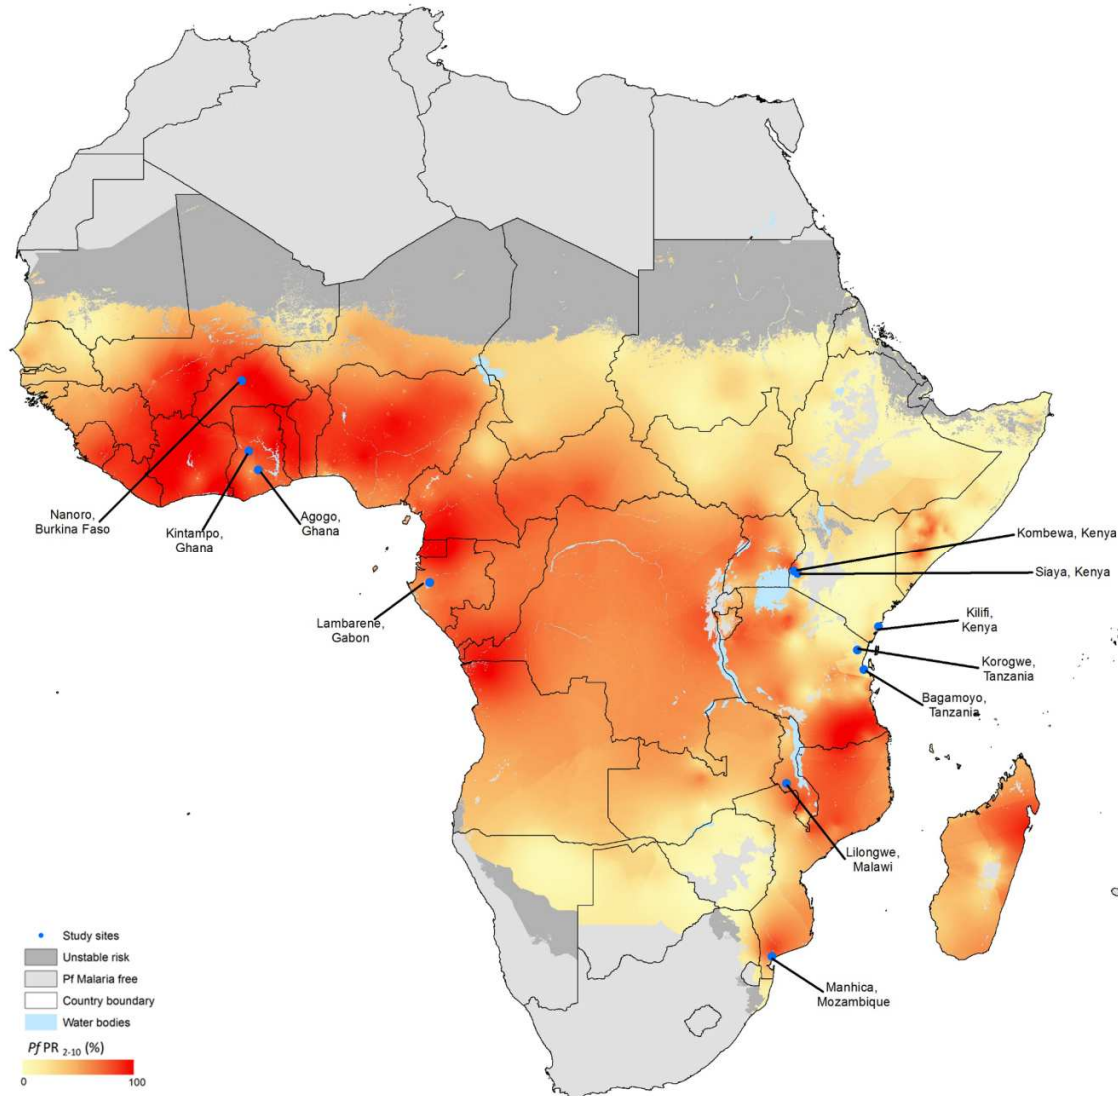 Nanoro,
Burkina Faso
Kintampo,
Ghana
Agogo,
Ghana
Lambarene,
Gabon
Kombewa, Kenya
Siaya, Kenya
Kilifi,
Kenya
Korogwe,
Tanzania
Bagamoyo,
Tanzania
Lilongwe,
Malawi
Manhica,
Mozambique
Study sites
Unstable risk
Pf Malaria free
Country boundary
Water bodies
Pf PR 2-10 (%)
0 100